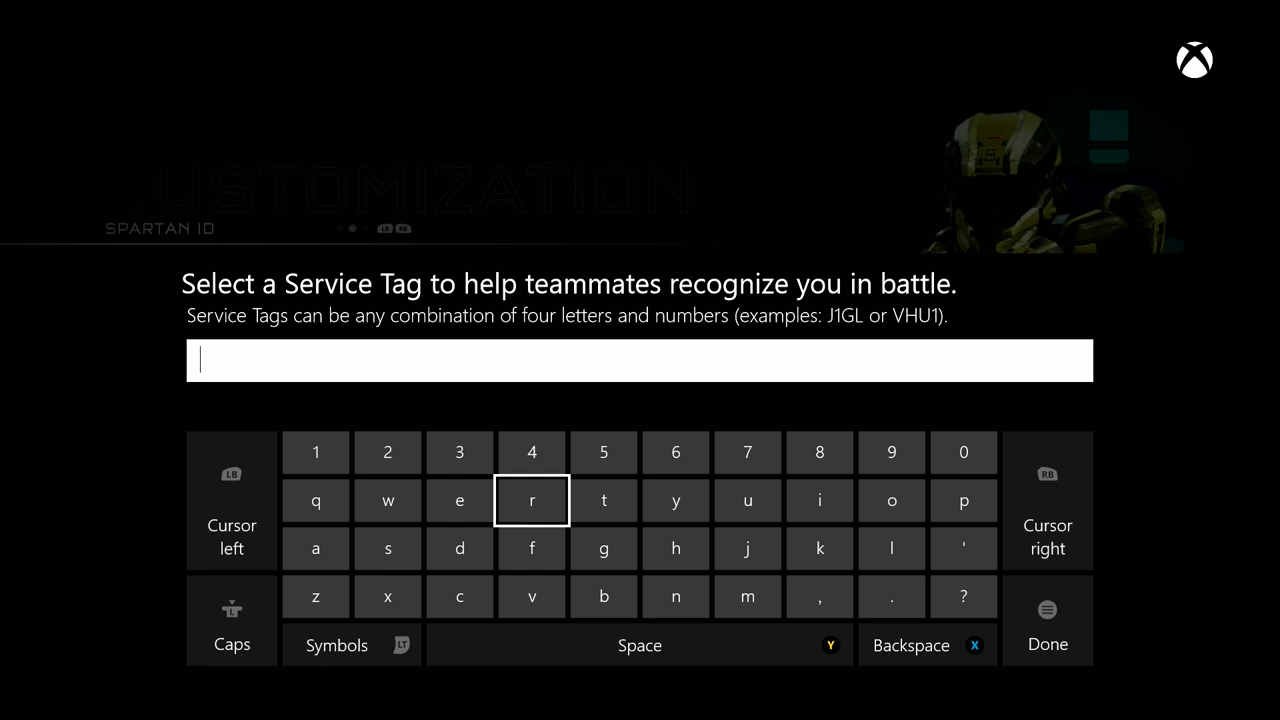 CUSTOMIZATION
SPARTAN ID LB RB
Select a Service Tag to help teammates recognize you in battle.
Service Tags can be any combination of four letters and numbers (examples: J1GL or VHU1).
LB 1 2 3 4 5 6 7 8 9 0 RB
q w e r t y u i o p
Cursor left a s d f g h j k l ' Cursor right
L z x c v b n m , . ?
Caps Symbols LT Space Y Backspace X Done